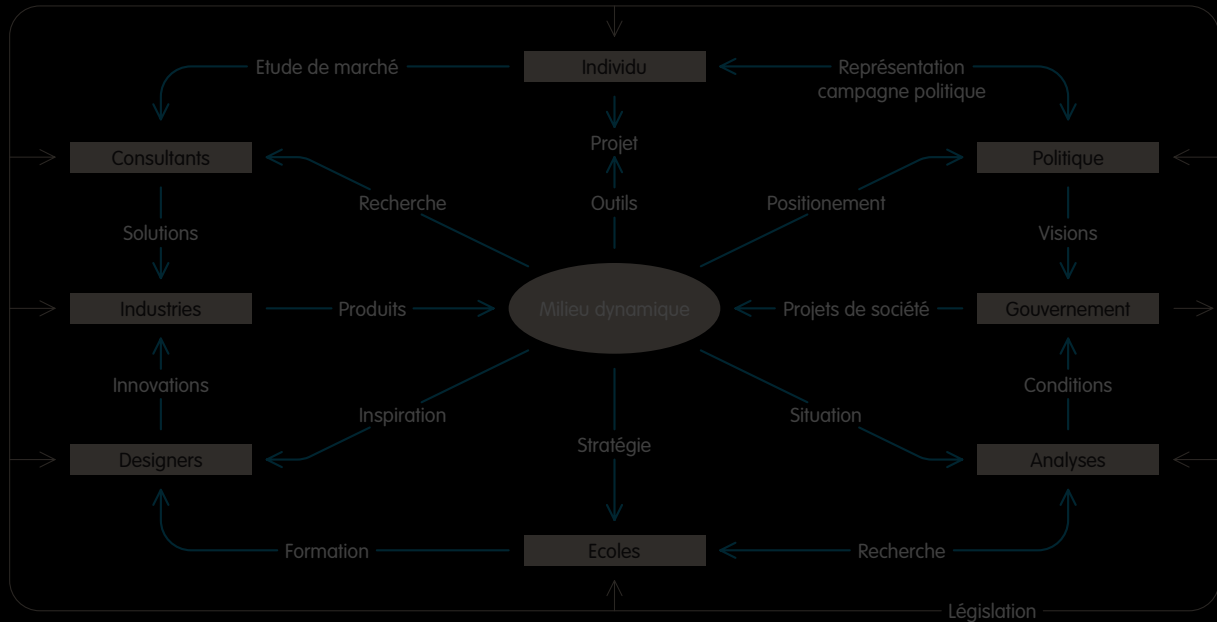 Individu
Etude de marché
Représentation
campagne politique
Projet
Consultants
Politique
Recherche
Outils
Positionement
Solutions
Visions
Industries
Produits
Milieu dynamique
Projets de société
Gouvernement
Innovations
Conditions
Inspiration
Situation
Stratégie
Designers
Analyses
Formation
Ecoles
Recherche
Législation